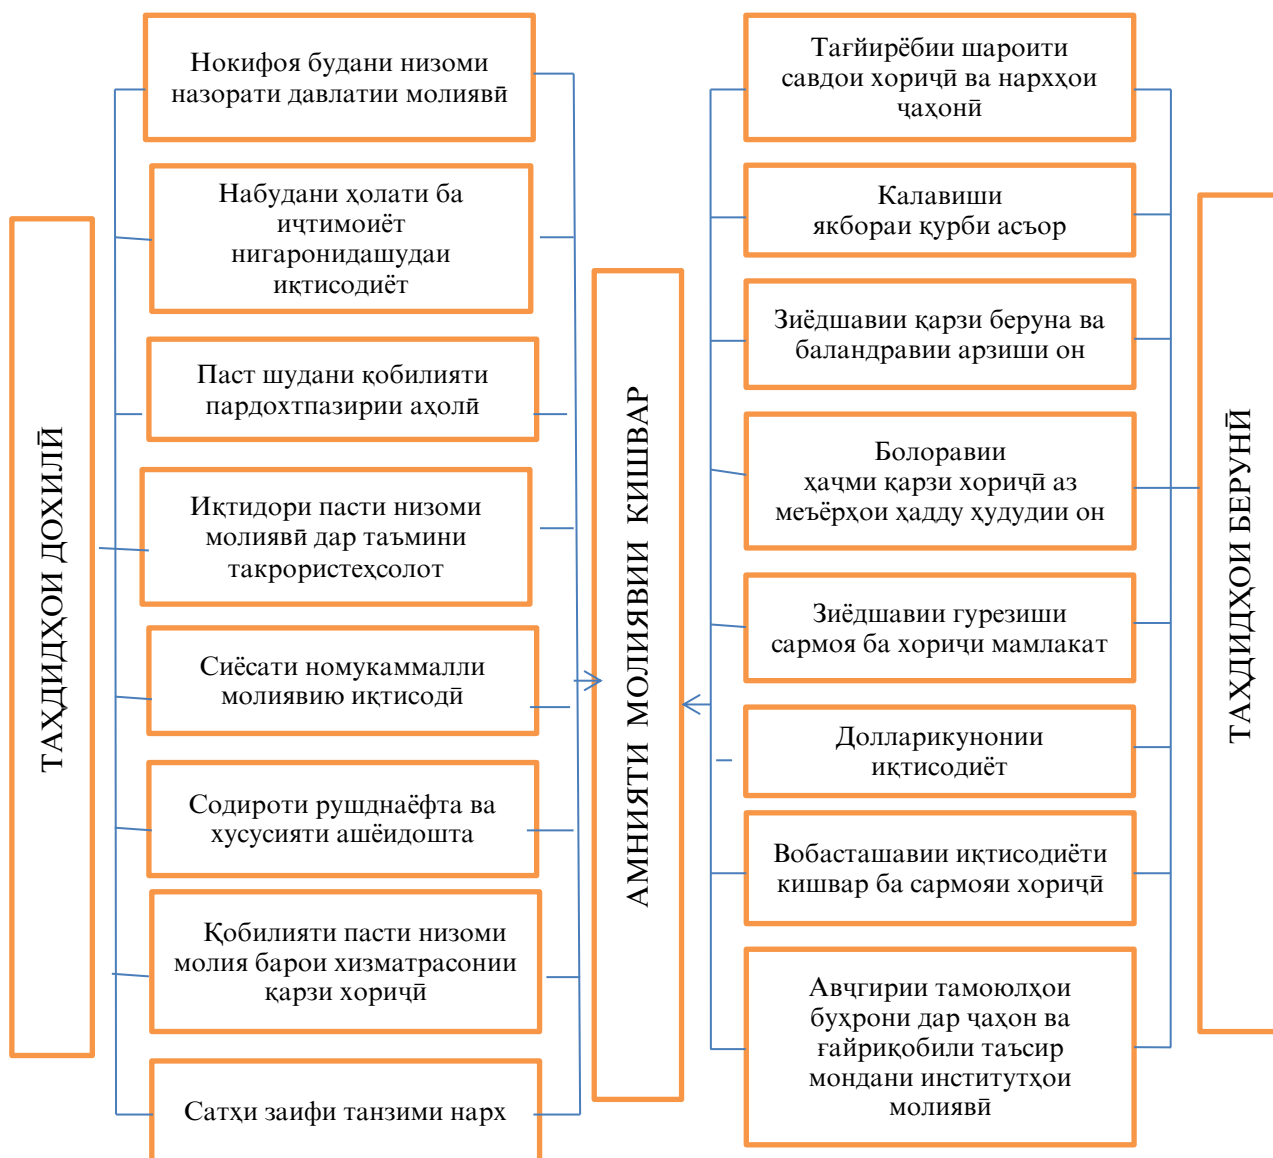 ТАҲДИДҲОИ ДОХИЛӢ
Нокифоя будани низоми
назорати давлатии молиявӣ
Набудани ҳолати ба
иҷтимоиёт
нигаронидашудаи
иқтисодиёт
Паст шудани қобилияти
пардохтпазирии аҳолӣ
Иқтидори пасти низоми
молиявӣ дар таъмини
такрористеҳсолот
Сиёсати номукаммалли
молиявию иқтисодӣ
Содироти рушднаёфта ва
хусусияти ашёидошта
Қобилияти пасти низоми
молия барои хизматрасонии
қарзи хориҷӣ
Сатҳи заифи танзими нарх
АМНИЯТИ МОЛИЯВИИ КИШВАР
Тағйирёбии шароити
савдои хориҷӣ ва нархҳои
ҷаҳонӣ
Калавиши
якбораи қурби асъор
Зиёдшавии қарзи беруна ва
баландравии арзиши он
Болоравии
ҳаҷми қарзи хориҷӣ аз
меъёрҳои ҳадду ҳудудии он
Зиёдшавии гурезиши
сармоя ба хориҷи мамлакат
Долларикунонии
иқтисодиёт
Вобасташавии иқтисодиёти
кишвар ба сармояи хориҷӣ
Авҷгирии тамоюлҳои
буҳрони дар ҷаҳон ва
ғайриқобили таъсир
мондани институтҳои
молиявӣ
ТАҲДИДҲОИ БЕРУНӢ